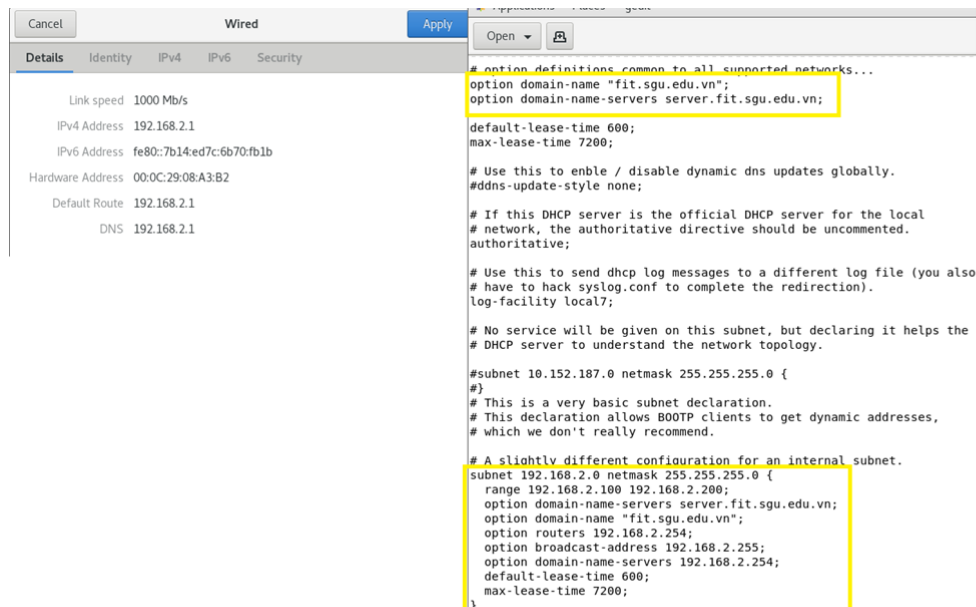 Cancel
Wired
Apply
Details
Identity
IPv4
IPv6
Security
Link speed 1000 Mb/s
IPv4 Address 192.168.2.1
IPv6 Address fe80::7b14:ed7c:6b70:fb1b
Hardware Address 00:0C:29:08:A3:B2
Default Route 192.168.2.1
DNS 192.168.2.1
Applications Places gedit
Open
# option definitions common to all supported networks...
option domain-name "fit.sgu.edu.vn";
option domain-name-servers server.fit.sgu.edu.vn;
default-lease-time 600;
max-lease-time 7200;
# Use this to enble / disable dynamic dns updates globally.
#ddns-update-style none;
# If this DHCP server is the official DHCP server for the local
# network, the authoritative directive should be uncommented.
authoritative;
# Use this to send dhcp log messages to a different log file (you also
# have to hack syslog.conf to complete the redirection).
log-facility local7;
# No service will be given on this subnet, but declaring it helps the
# DHCP server to understand the network topology.
#subnet 10.152.187.0 netmask 255.255.255.0 {
#}
# This is a very basic subnet declaration.
# This declaration allows BOOTP clients to get dynamic addresses,
# which we don't really recommend.
# A slightly different configuration for an internal subnet.
subnet 192.168.2.0 netmask 255.255.255.0 {
range 192.168.2.100 192.168.2.200;
option domain-name-servers server.fit.sgu.edu.vn;
option domain-name "fit.sgu.edu.vn";
option routers 192.168.2.254;
option broadcast-address 192.168.2.255;
option domain-name-servers 192.168.2.254;
default-lease-time 600;
max-lease-time 7200;
}